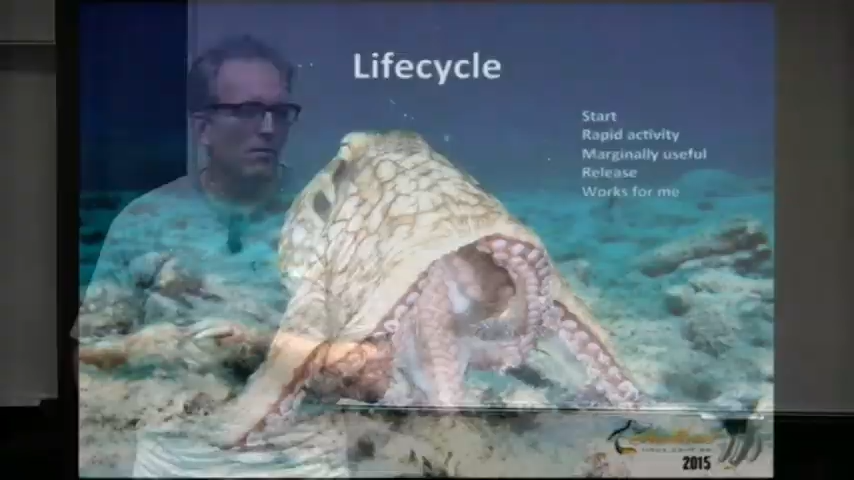 Lifecycle
Start
Rapid activity
Marginally useful
Release
Works for me
2015